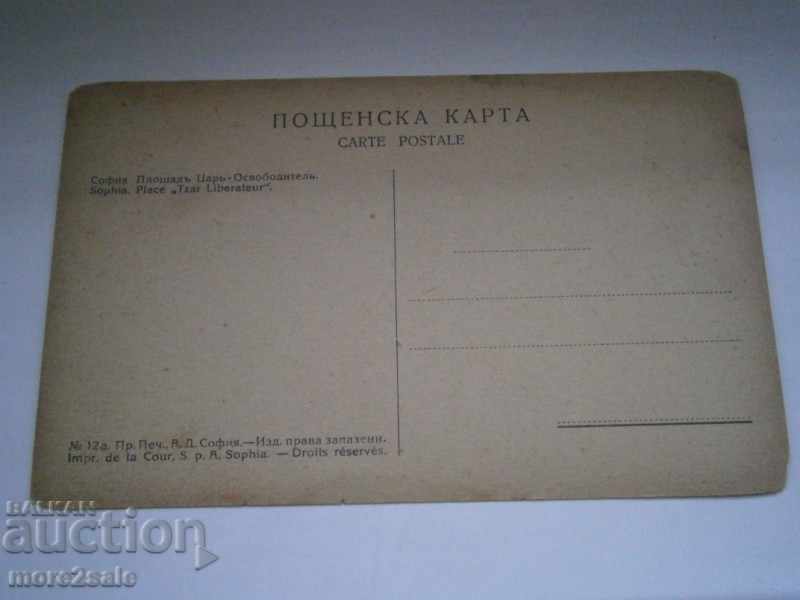 ПОЩЕНСКА КАРТА
CARTE POSTALE
София Площадъ Царь-Освободитель.
Sophia. Place „Tzar Liberateur".
№ 12а. Пр. Печ., А. Д. София.—Изд. права запазени.
Impr. de la Cour, S. p. A. Sophia. — Droits réservés.
BALKAN
auction
more2sale